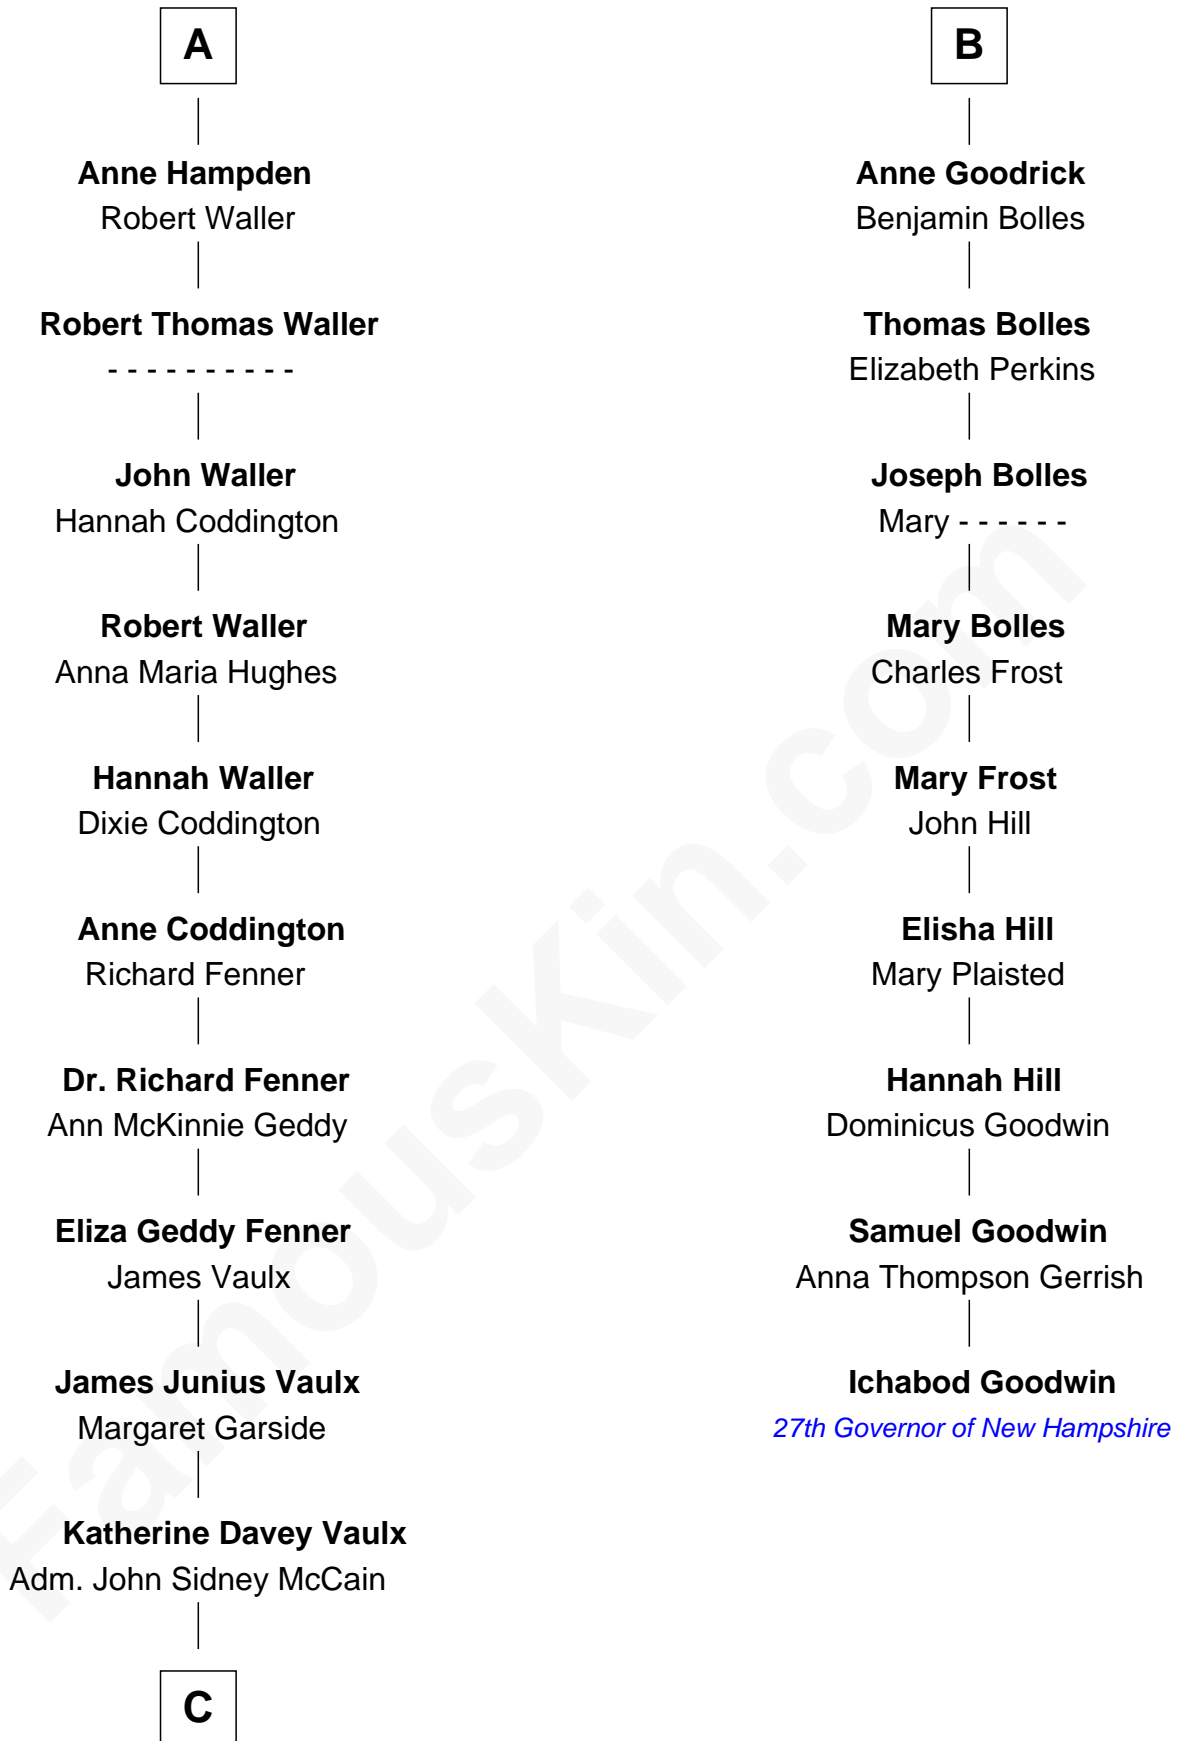 A
Anne Hampden
Robert Waller
Robert Thomas Waller
- - - - - - - - - -
John Waller
Hannah Coddington
Robert Waller
Anna Maria Hughes
Hannah Waller
Dixie Coddington
Anne Coddington
Richard Fenner
Dr. Richard Fenner
Ann McKinnie Geddy
Eliza Geddy Fenner
James Vaulx
James Junius Vaulx
Margaret Garside
Katherine Davey Vaulx
Adm. John Sidney McCain
C
B
Anne Goodrick
Benjamin Bolles
Thomas Bolles
Elizabeth Perkins
Joseph Bolles
Mary - - - - - -
Mary Bolles
Charles Frost
Mary Frost
John Hill
Elisha Hill
Mary Plaisted
Hannah Hill
Dominicus Goodwin
Samuel Goodwin
Anna Thompson Gerrish
Ichabod Goodwin
27th Governor of New Hampshire
FamousKin.com